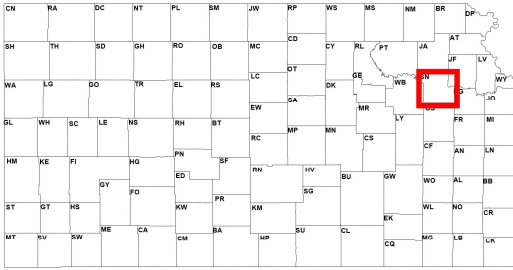 CN RA DC NT PL SM JW RP WS MS NM BR DP
CD AT
SH TH SD GH RO OB MC CY RL PT JA
JF LV
OT
LC GE WB SN WY
WA LG GO TR EL RS DK JO
SA MR
EW OS
GL WH SC LE NS RH BT LY FR MI
RC MP MN CS
CF AN LN
PN
HM KE FI HG SF RN HV
ED BU GW
GY WO AL BB
FO SG
PR
ST GT HS KW KM WL NO
CR
EK
ME CA BA SU CL
MT SV SW CM HP CQ MG LB CK